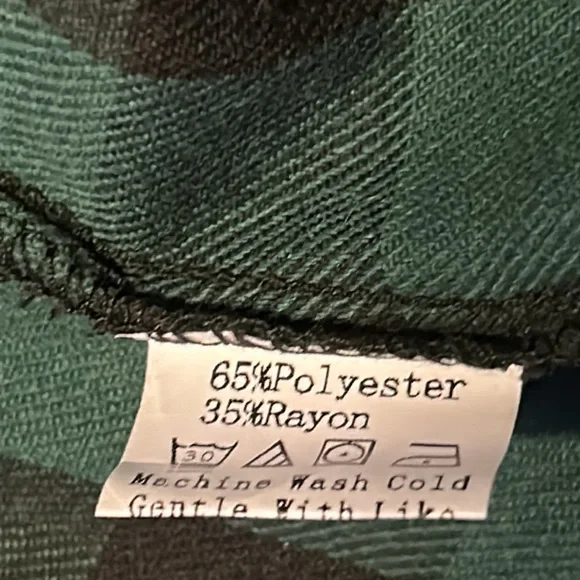 65%Polyester
35%Rayon
30
Machine Wash Cold
Gentle With Like